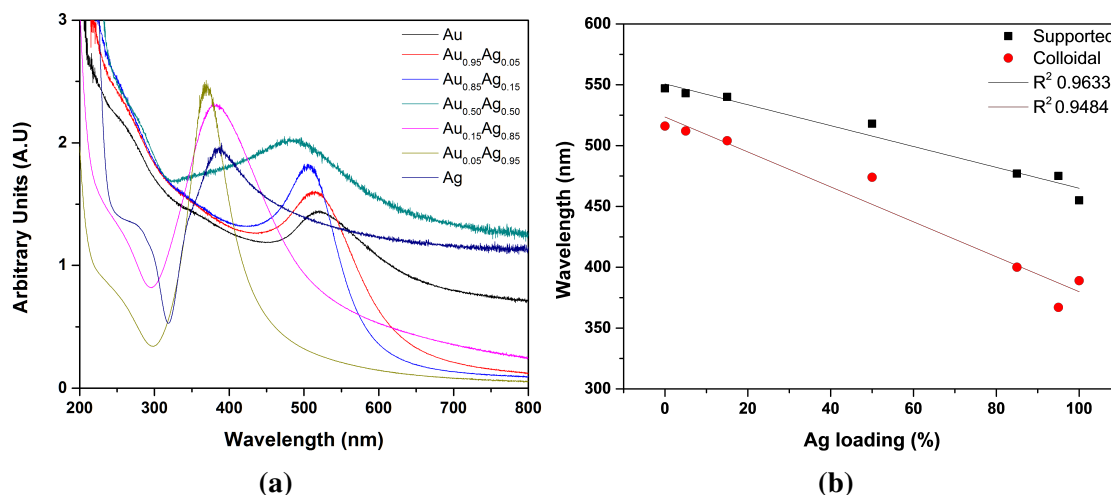 3
2
1
0
200 300 400 500 600 700 800
Arbitrary Units (A.U)
Wavelength (nm)
Au
Au0.95Ag0.05
Au0.85Ag0.15
Au0.50Ag0.50
Au0.15Ag0.85
Au0.05Ag0.95
Ag
(a)
600
550
500
450
400
350
300
0 20 40 60 80 100
Wavelength (nm)
Ag loading (%)
Supported
Colloidal
R2 0.9633
R2 0.9484
(b)